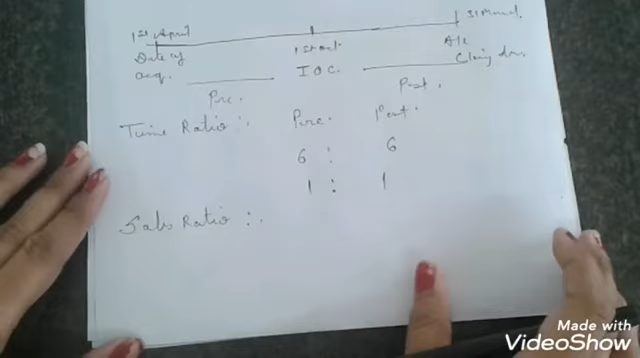 1st April 31st March
Date of acq. 1st oct A/c
I O C. Closing
Pre. Post.
Time Ratio :. Pre. Post.
6 : 6
1 : 1
Sales Ratio :.
Made with
VideoShow